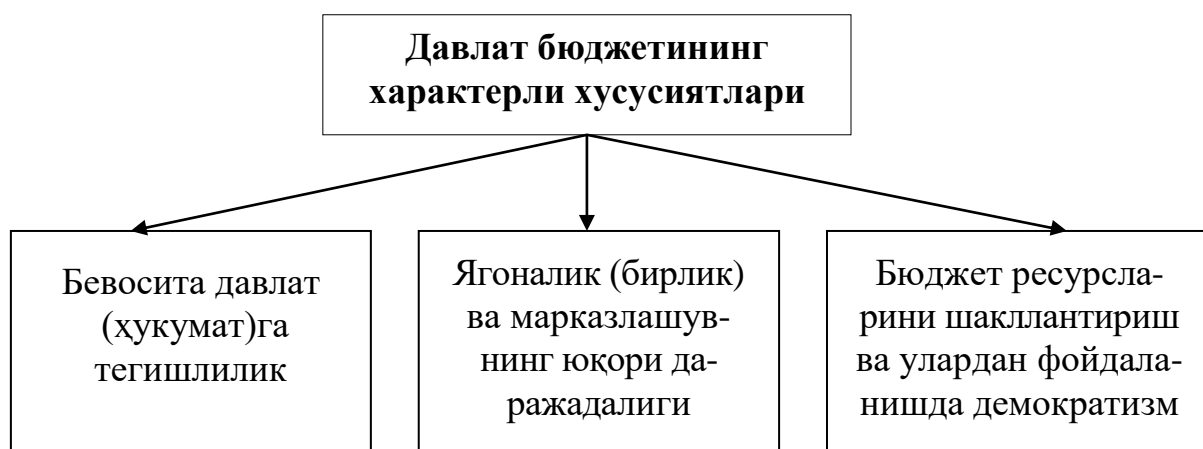 Давлат бюджетининг
характерли хусусиятлари
Бевосита давлат
(ҳукумат)га
тегишлилик
Ягоналик (бирлик)
ва марказлашув-
нинг юқори да-
ражадалиги
Бюджет ресурсла-
рини шакллантириш
ва улардан фойдала-
нишда демократизм